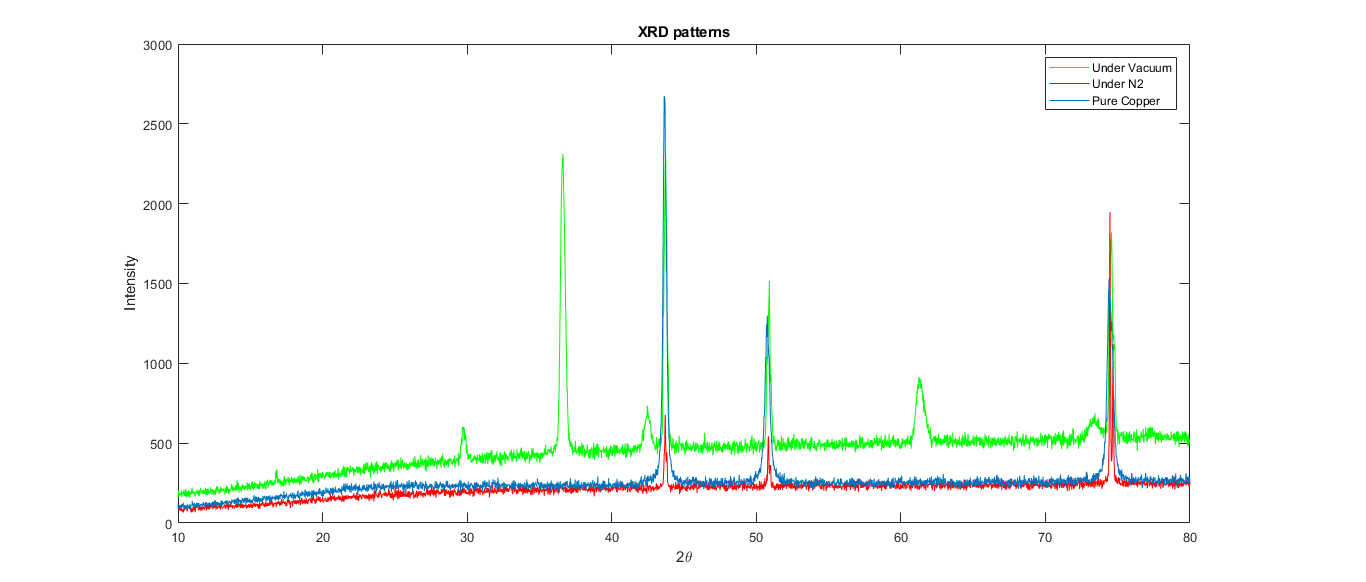 XRD patterns
3000
2500
2000
1500
1000
500
0
Intensity
Under Vacuum
Under N2
Pure Copper
10 20 30 40 50 60 70 80
2θ